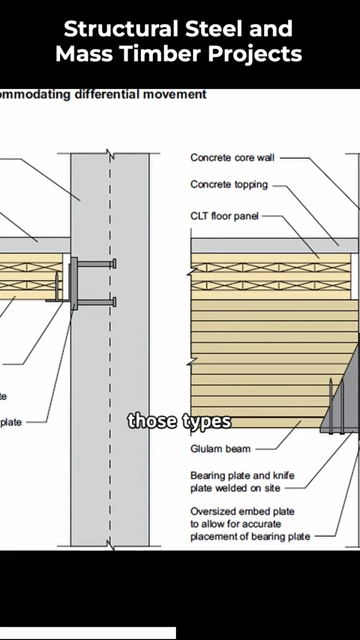 Structural Steel and
Mass Timber Projects
ommodating differential movement
Concrete core wall
Concrete topping
CLT floor panel
plate
those types
Glulam beam
Bearing plate and knife
plate welded on site
Oversized embed plate
to allow for accurate
placement of bearing plate